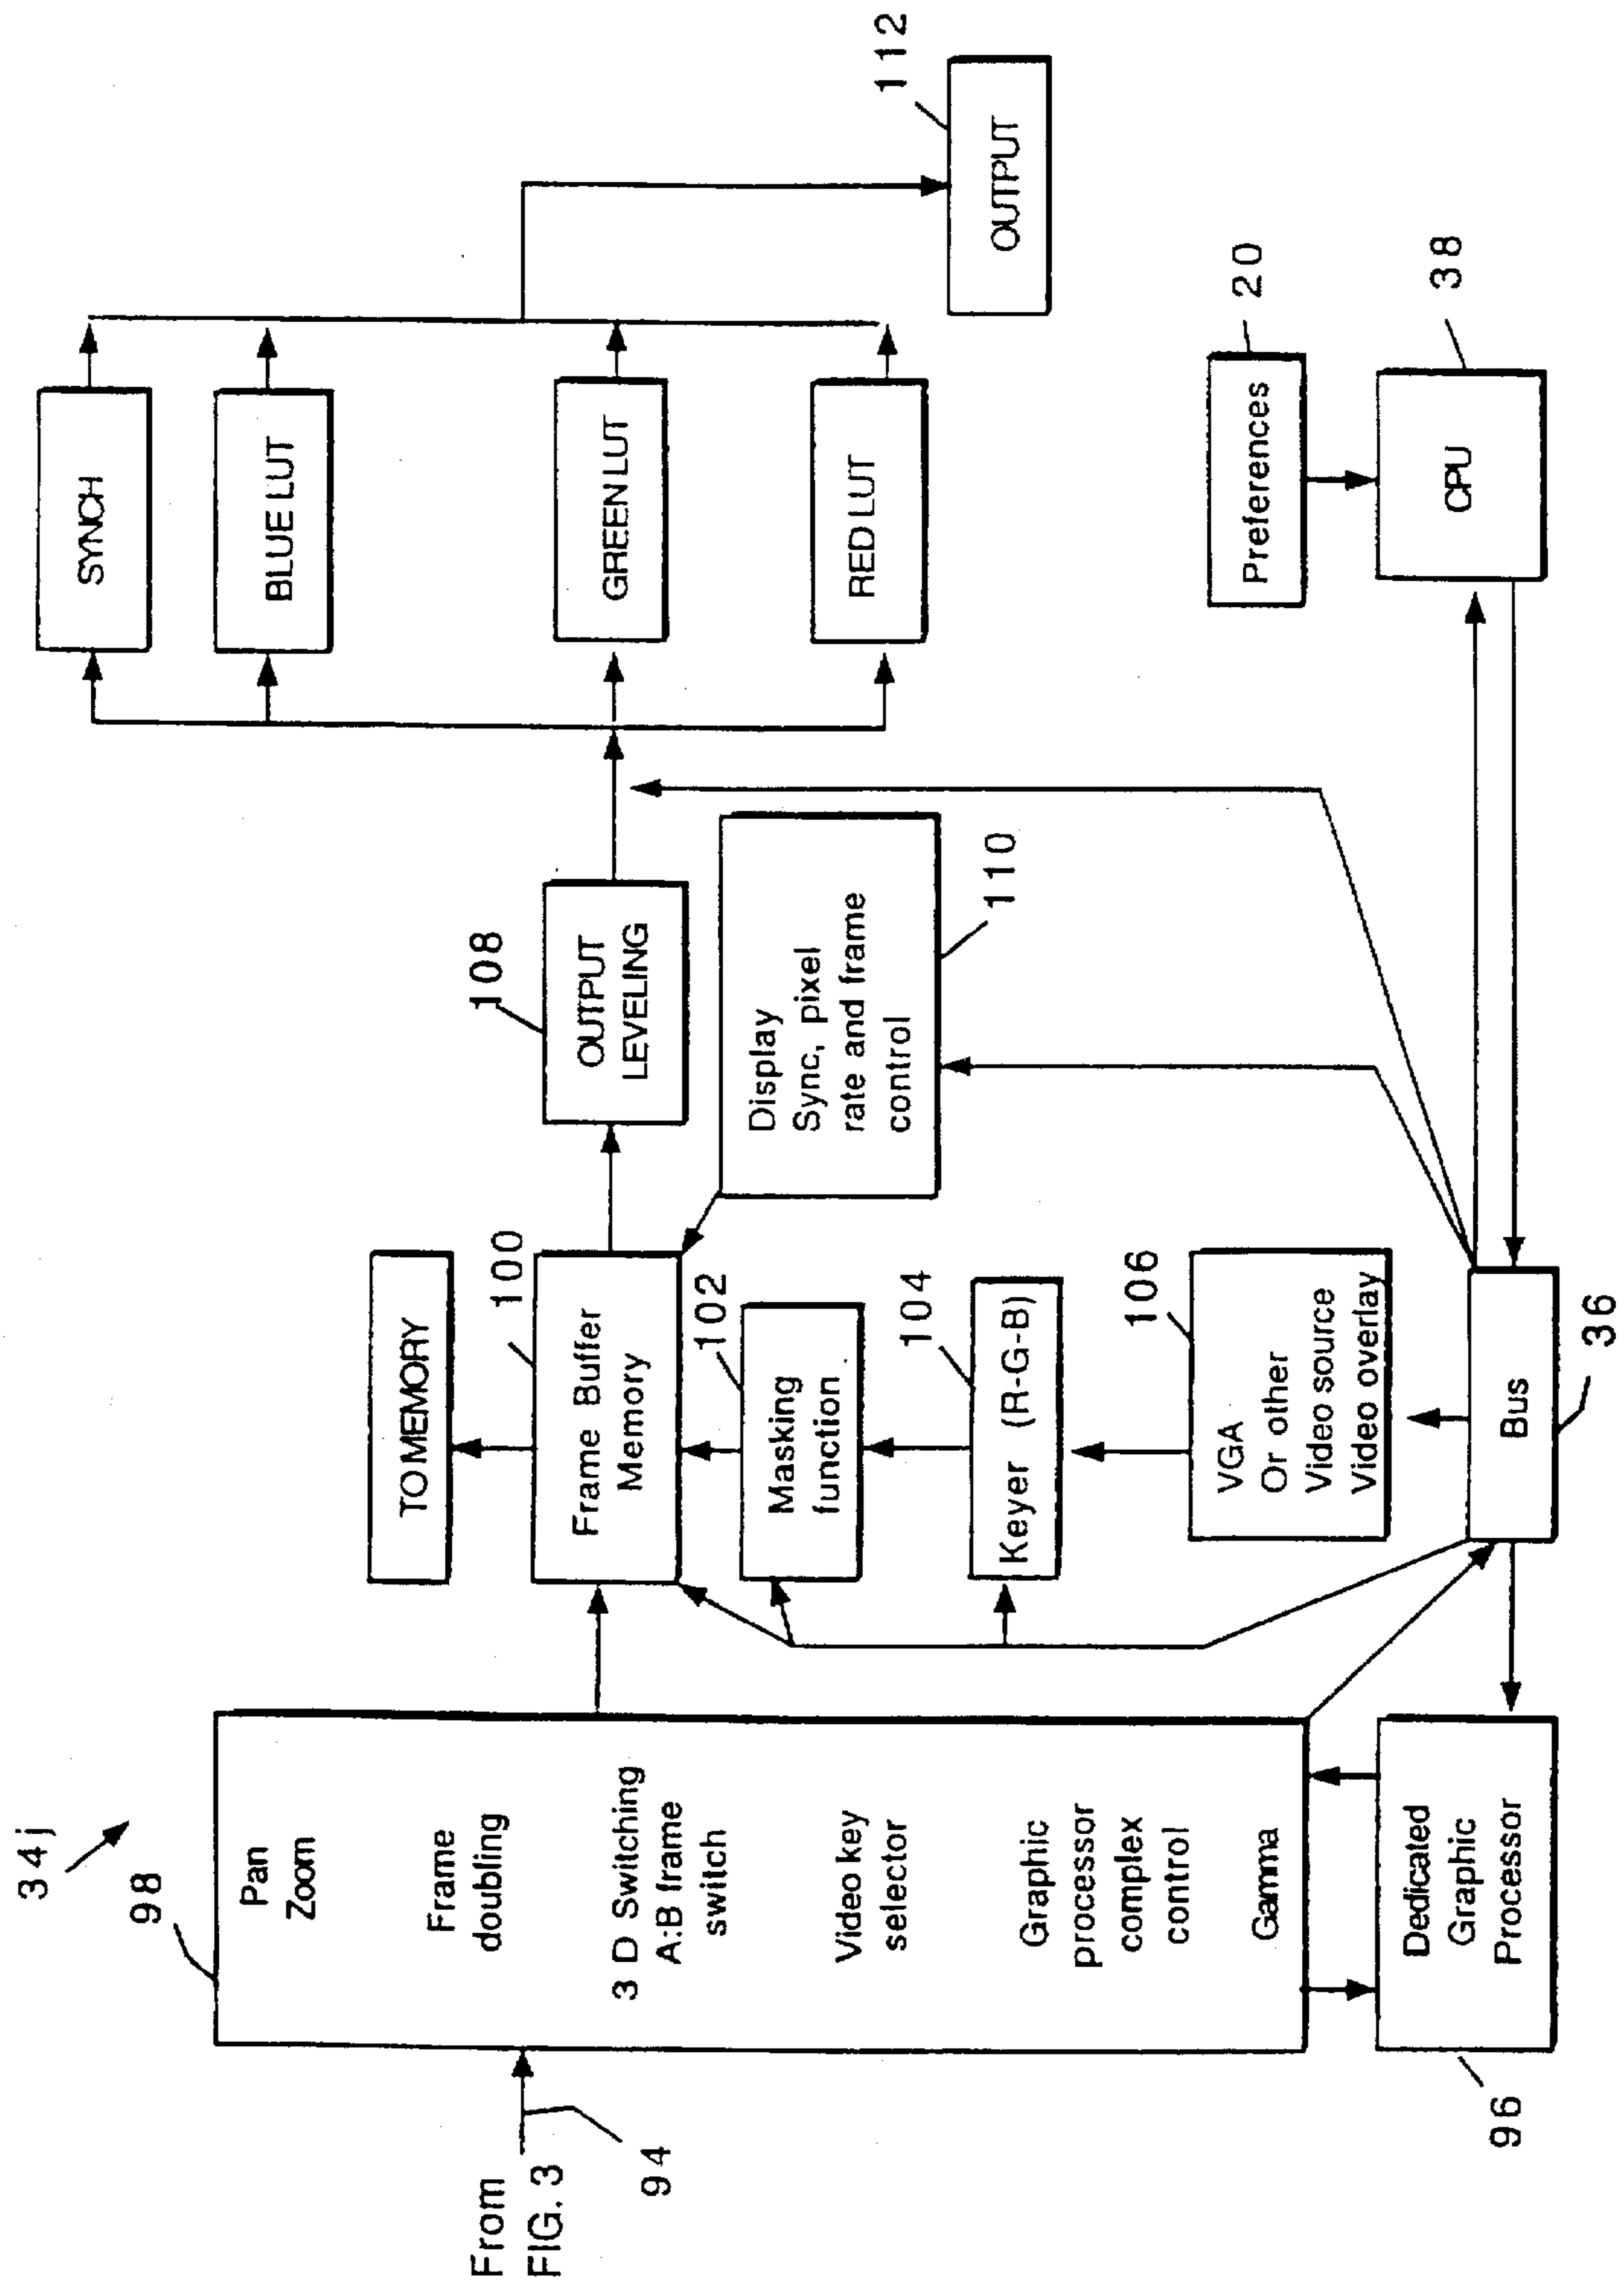 34j
98
Pan
Zoom
Frame
doubling
3 D Switching
A:B frame
switch
Video key
selector
Graphic
processor
complex
control
Gamma
From
FIG. 3
94
Dedicated
Graphic
Processor
96
TO MEMORY
100
Frame Buffer
Memory
102
Masking
function
104
Keyer (R-G-B)
106
VGA
Or other
Video source
Video overlay
Bus
36
108
OUTPUT
LEVELING
Display
Sync, pixel
rate and frame
control
110
SYNCH
BLUE LUT
GREEN LUT
RED LUT
Preferences
20
CPU
38
OUTPUT
112